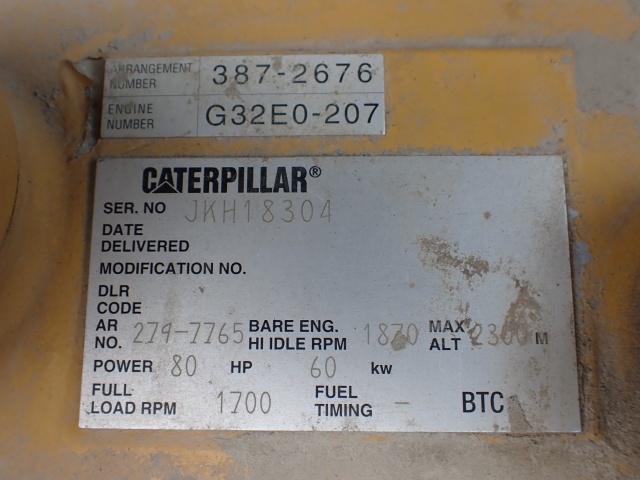 ARRANGEMENT NUMBER 387-2676
ENGINE NUMBER G32E0-207
CATERPILLAR®
SER. NO JKH18304
DATE DELIVERED
MODIFICATION NO.
DLR CODE
AR NO. 279-7765 BARE ENG. HI IDLE RPM 1870 MAX ALT 2300 M
POWER 80 HP 60 kw
FULL LOAD RPM 1700 FUEL TIMING - BTC